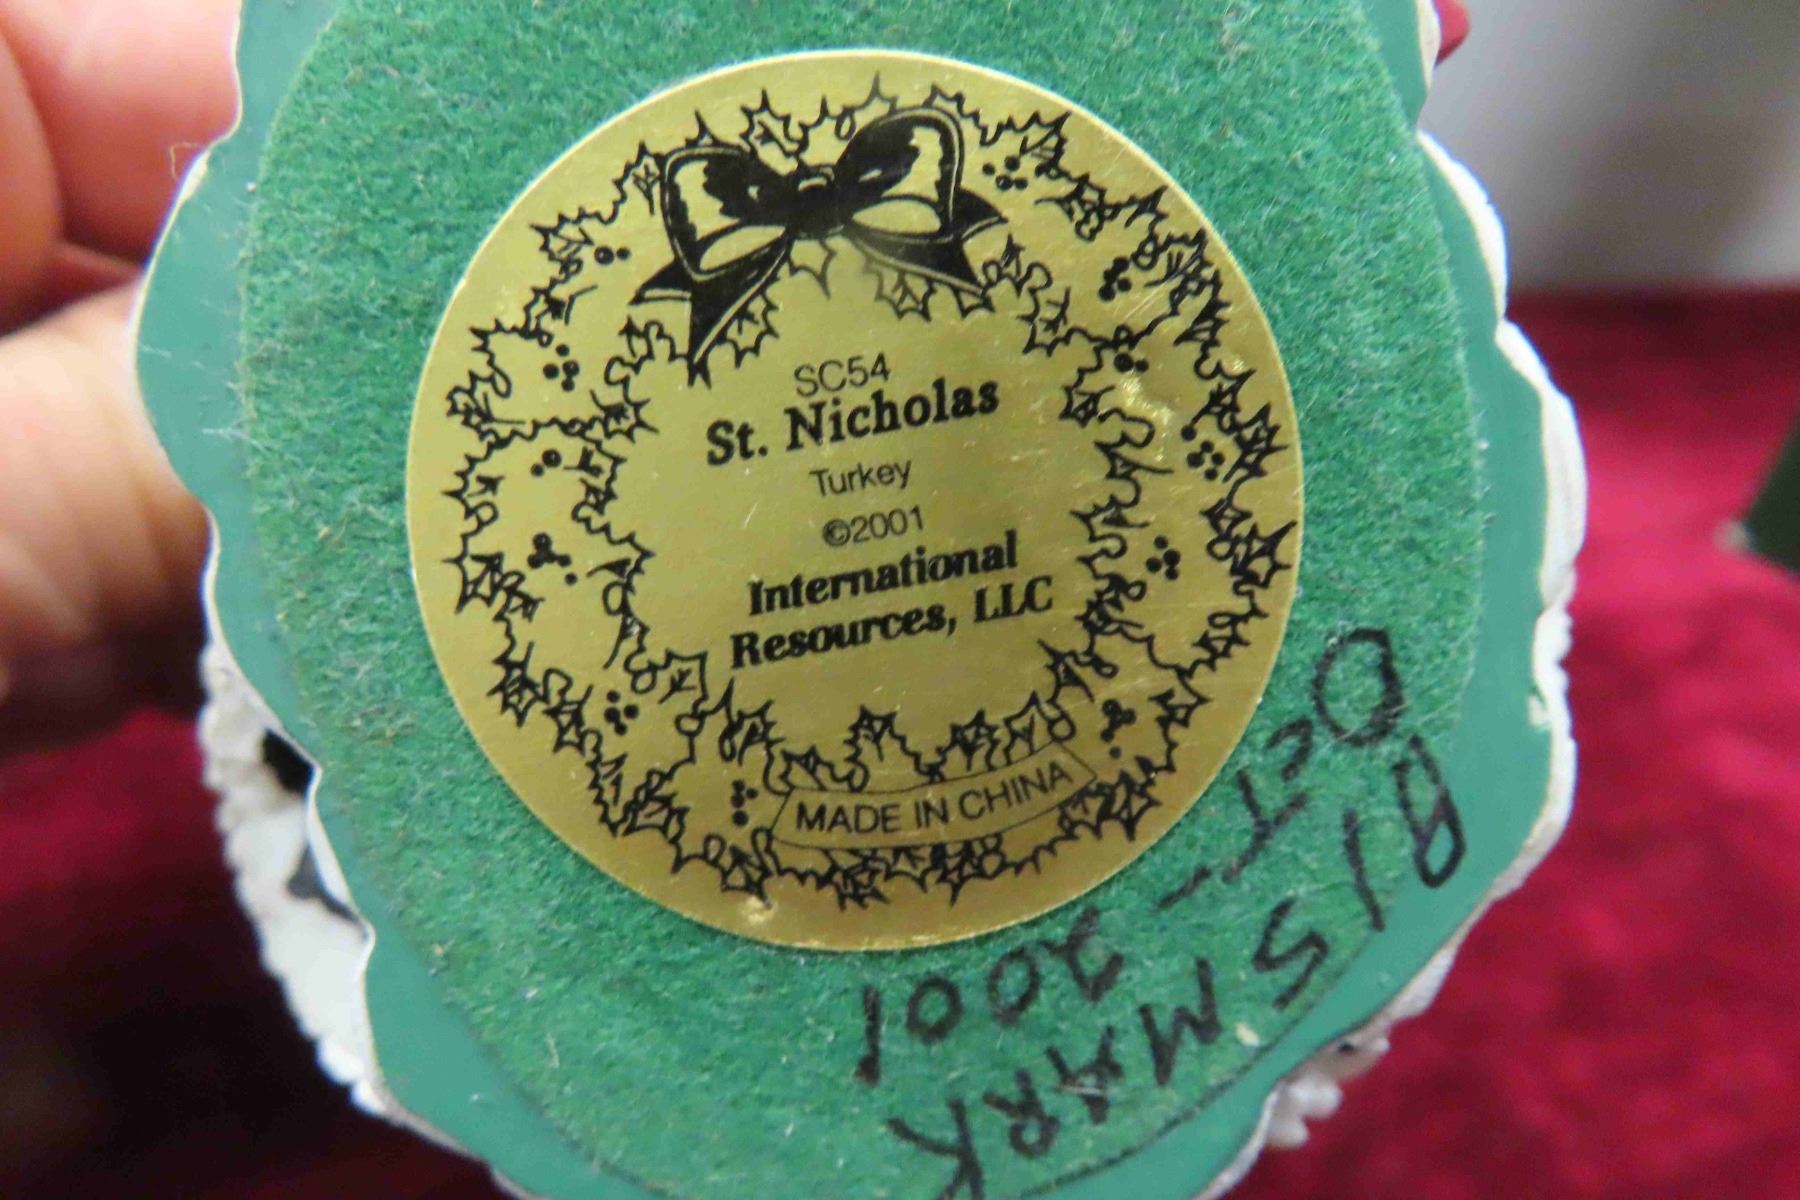 SC54
St. Nicholas
Turkey
©2001
International
Resources, LLC
MADE IN CHINA
OCT - 2001
BISMARK